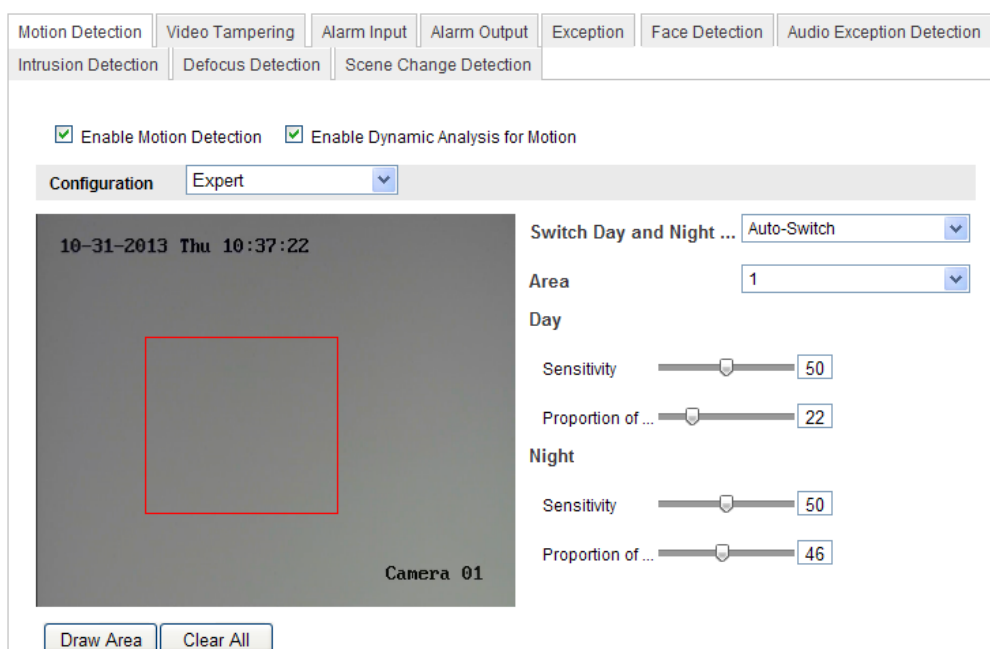 Motion Detection Video Tampering Alarm Input Alarm Output Exception Face Detection Audio Exception Detection
Intrusion Detection Defocus Detection Scene Change Detection
Enable Motion Detection Enable Dynamic Analysis for Motion
Configuration Expert
10-31-2013 Thu 10:37:22
Camera 01
Switch Day and Night ... Auto-Switch
Area 1
Day
Sensitivity 50
Proportion of ... 22
Night
Sensitivity 50
Proportion of ... 46
Draw Area Clear All